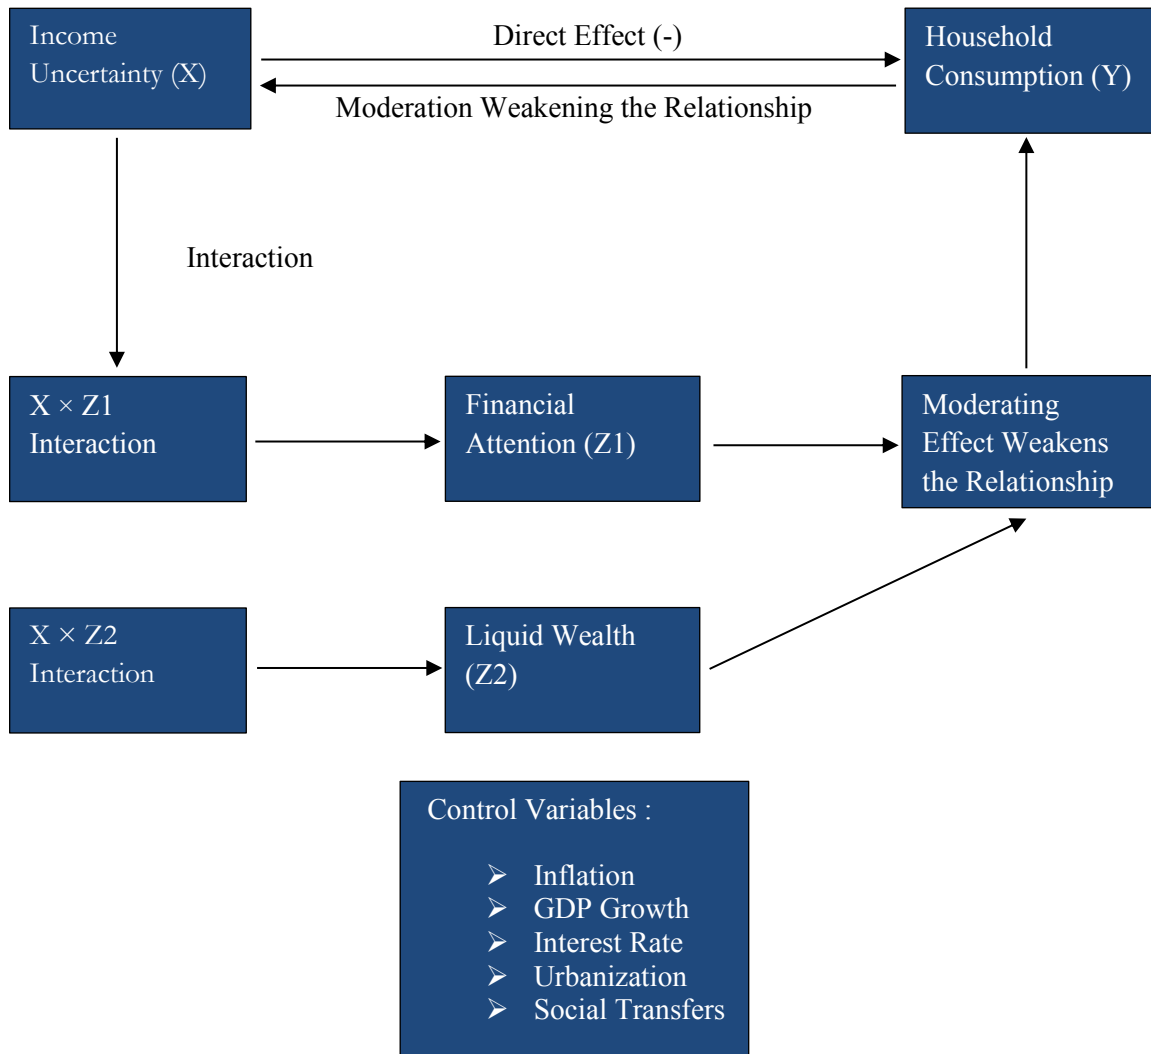 Income
Uncertainty (X)
Direct Effect (-)
Moderation Weakening the Relationship
Household
Consumption (Y)
Interaction
X × Z1
Interaction
Financial
Attention (Z1)
Moderating
Effect Weakens
the Relationship
X × Z2
Interaction
Liquid Wealth
(Z2)
Control Variables :
➢ Inflation
➢ GDP Growth
➢ Interest Rate
➢ Urbanization
➢ Social Transfers